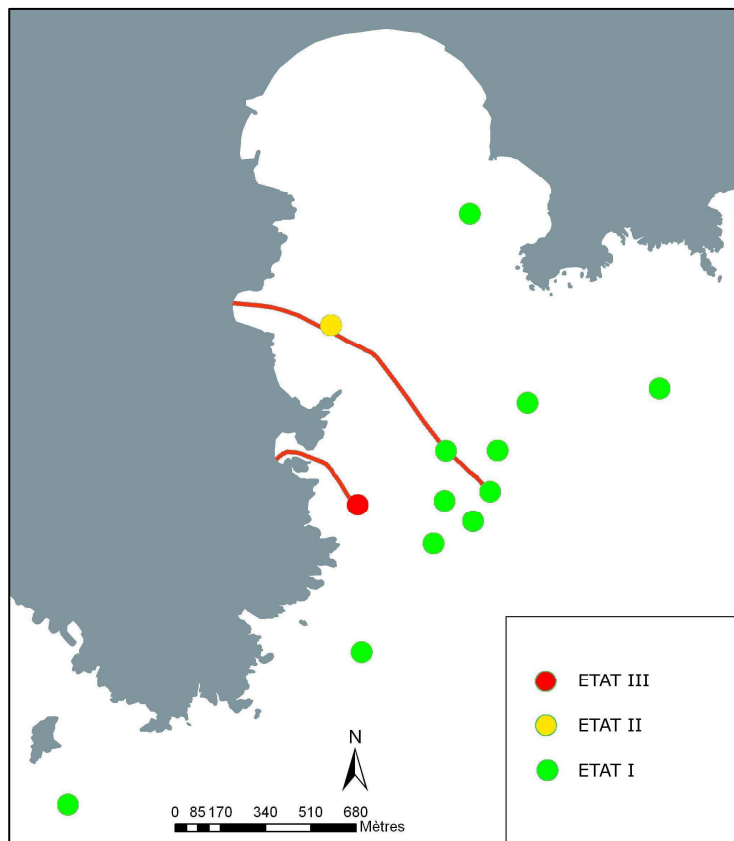 ETAT III
ETAT II
ETAT I
N
0 85 170 340 510 680
Mètres